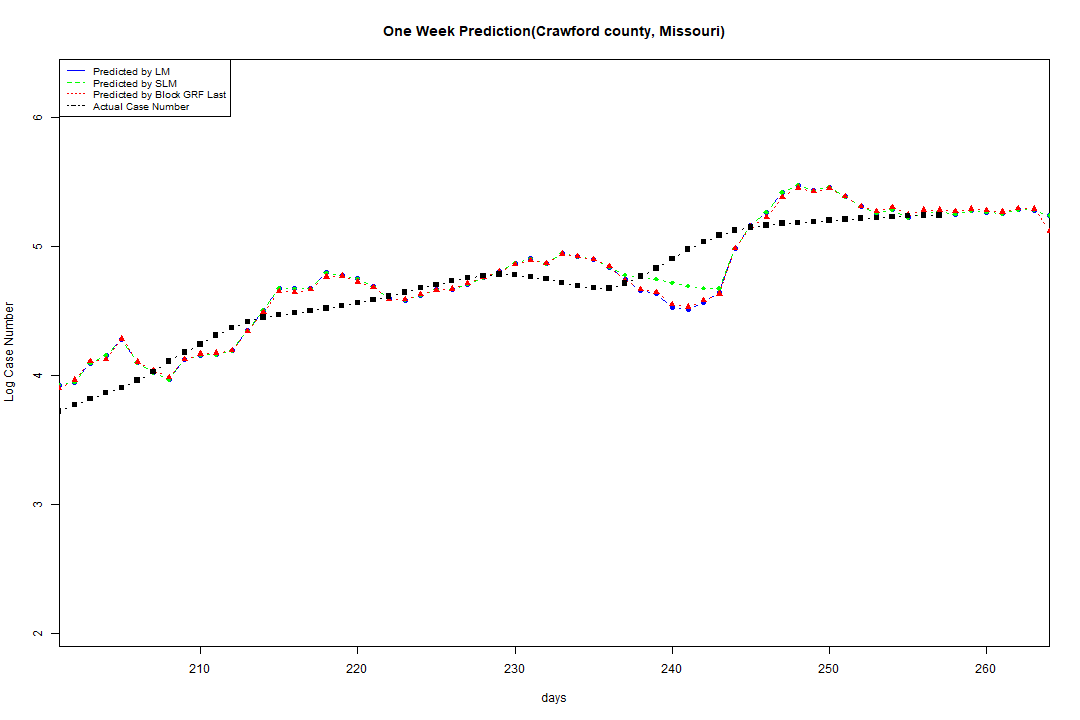 One Week Prediction(Crawford county, Missouri)
Predicted by LM
Predicted by SLM
Predicted by Block GRF Last
Actual Case Number
6
5
4
3
2
Log Case Number
210 220 230 240 250 260
days